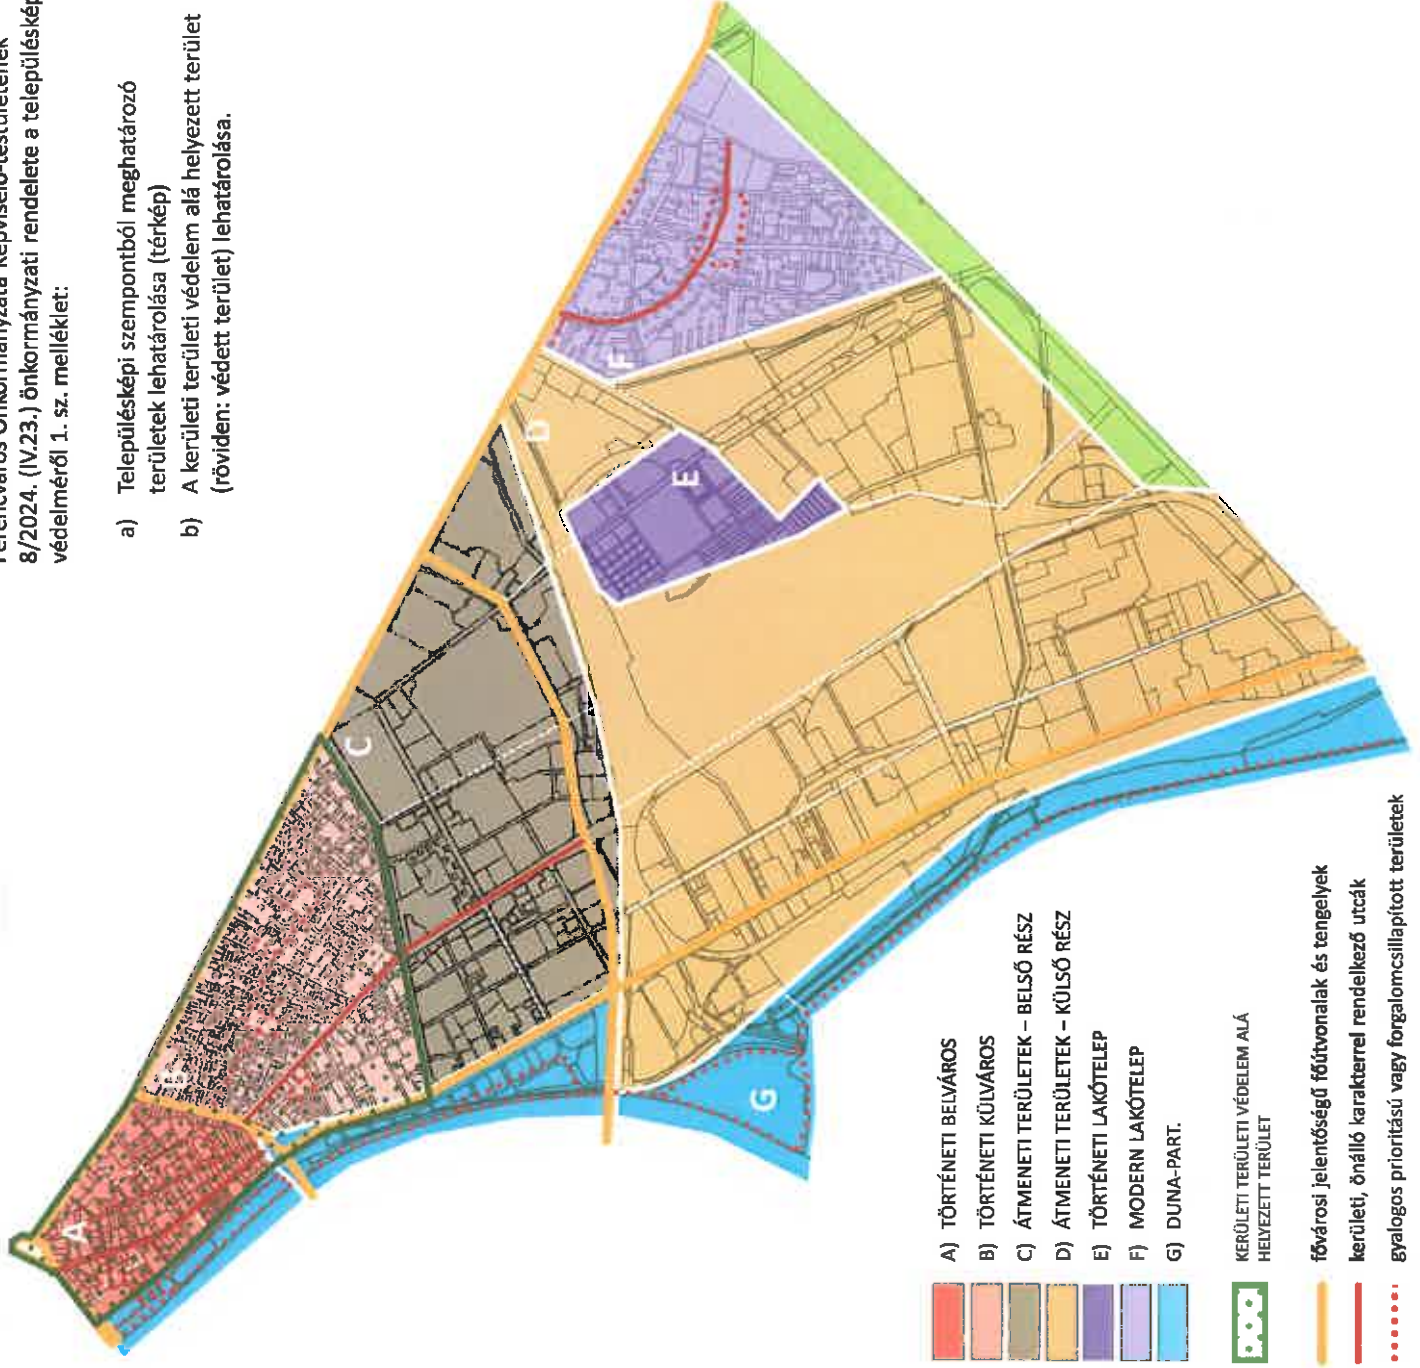 8/2024. (IV.23.) önkormányzati rendelete a településkép
védelméről 1. sz. melléklet:
a) Településképi szempontból meghatározó
területek lehatárolása (térkép)
b) A kerületi területi védelem alá helyezett terület
(röviden: védett terület) lehatárolása.
A
B
C
D
E
F
G
A) TÖRTÉNETI BELVÁROS
B) TÖRTÉNETI KÜLVÁROS
C) ÁTMENETI TERÜLETEK – BELSŐ RÉSZ
D) ÁTMENETI TERÜLETEK – KÜLSŐ RÉSZ
E) TÖRTÉNETI LAKÓTELEP
F) MODERN LAKÓTELEP
G) DUNA-PART.
KERÜLETI TERÜLETI VÉDELEM ALÁ
HELYEZETT TERÜLET
fővárosi jelentőségű főútvonalak és tengelyek
kerületi, önálló karakterrel rendelkező utcák
gyalogos prioritású vagy forgalomcsillapított területek